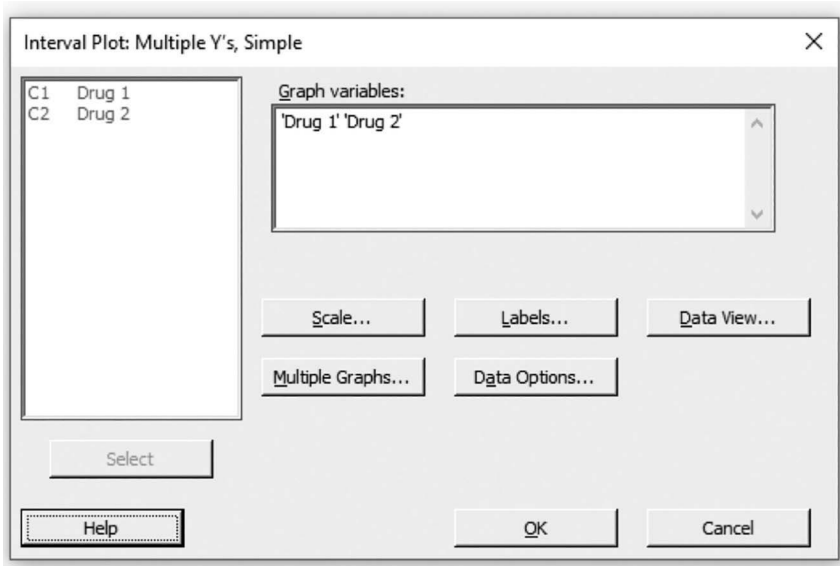 Interval Plot: Multiple Y's, Simple
C1 Drug 1
C2 Drug 2
Graph variables:
'Drug 1' 'Drug 2'
Scale... Labels... Data View...
Multiple Graphs... Data Options...
Select
Help OK Cancel